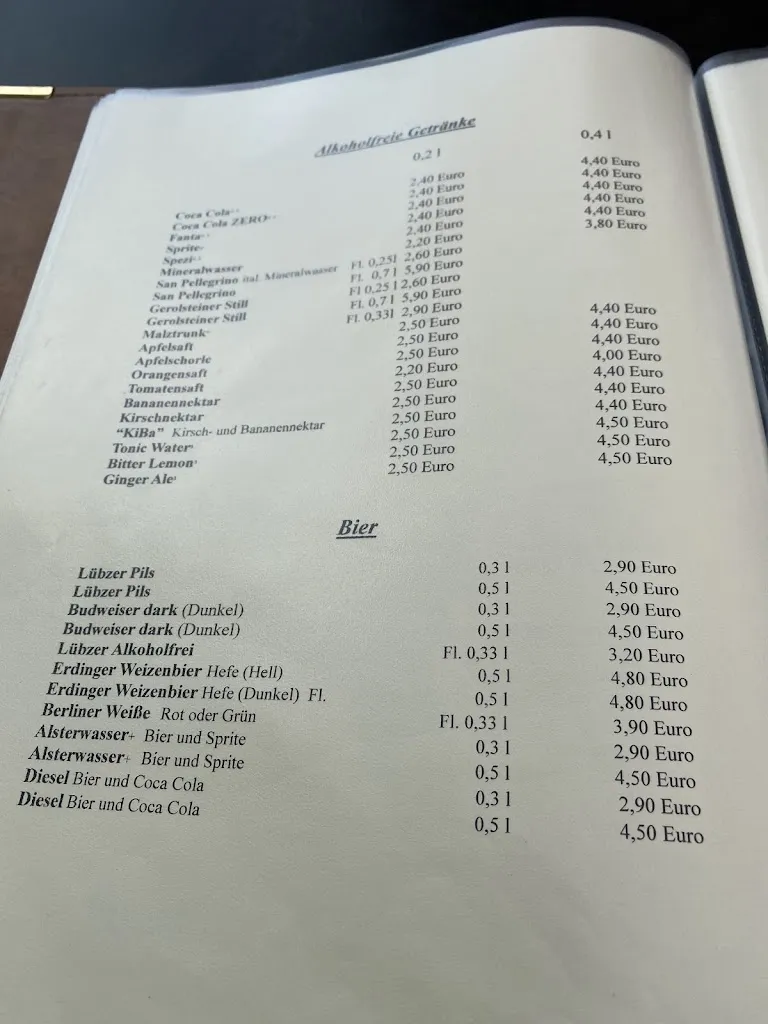 Alkoholfreie Getränke
0,2 l 0,4 l
Coca Cola 2,40 Euro 4,40 Euro
Coca Cola ZERO 2,40 Euro 4,40 Euro
Fanta 2,40 Euro 4,40 Euro
Sprite 2,40 Euro 4,40 Euro
Spezi 2,40 Euro 4,40 Euro
Mineralwasser 2,20 Euro 3,80 Euro
San Pellegrino ital. Mineralwasser Fl. 0,25l 2,60 Euro
San Pellegrino Fl. 0,7 l 5,90 Euro
Gerolsteiner Still Fl 0,25 l 2,60 Euro
Gerolsteiner Still Fl. 0,7 l 5,90 Euro
Malztrunk Fl. 0,33l 2,90 Euro
Apfelsaft 2,50 Euro 4,40 Euro
Apfelschorle 2,50 Euro 4,40 Euro
Orangensaft 2,50 Euro 4,40 Euro
Tomatensaft 2,20 Euro 4,00 Euro
Bananennektar 2,50 Euro 4,40 Euro
Kirschnektar 2,50 Euro 4,40 Euro
“KiBa” Kirsch- und Bananennektar 2,50 Euro 4,40 Euro
Tonic Water 2,50 Euro 4,50 Euro
Bitter Lemon 2,50 Euro 4,50 Euro
Ginger Ale 2,50 Euro 4,50 Euro
Bier
Lübzer Pils 0,3 l 2,90 Euro
Lübzer Pils 0,5 l 4,50 Euro
Budweiser dark (Dunkel) 0,3 l 2,90 Euro
Budweiser dark (Dunkel) 0,5 l 4,50 Euro
Lübzer Alkoholfrei Fl. 0,33 l 3,20 Euro
Erdinger Weizenbier Hefe (Hell) 0,5 l 4,80 Euro
Erdinger Weizenbier Hefe (Dunkel) Fl. 0,5 l 4,80 Euro
Berliner Weiße Rot oder Grün Fl. 0,33 l 3,90 Euro
Alsterwasser+ Bier und Sprite 0,3 l 2,90 Euro
Alsterwasser+ Bier und Sprite 0,5 l 4,50 Euro
Diesel Bier und Coca Cola 0,3 l 2,90 Euro
Diesel Bier und Coca Cola 0,5 l 4,50 Euro